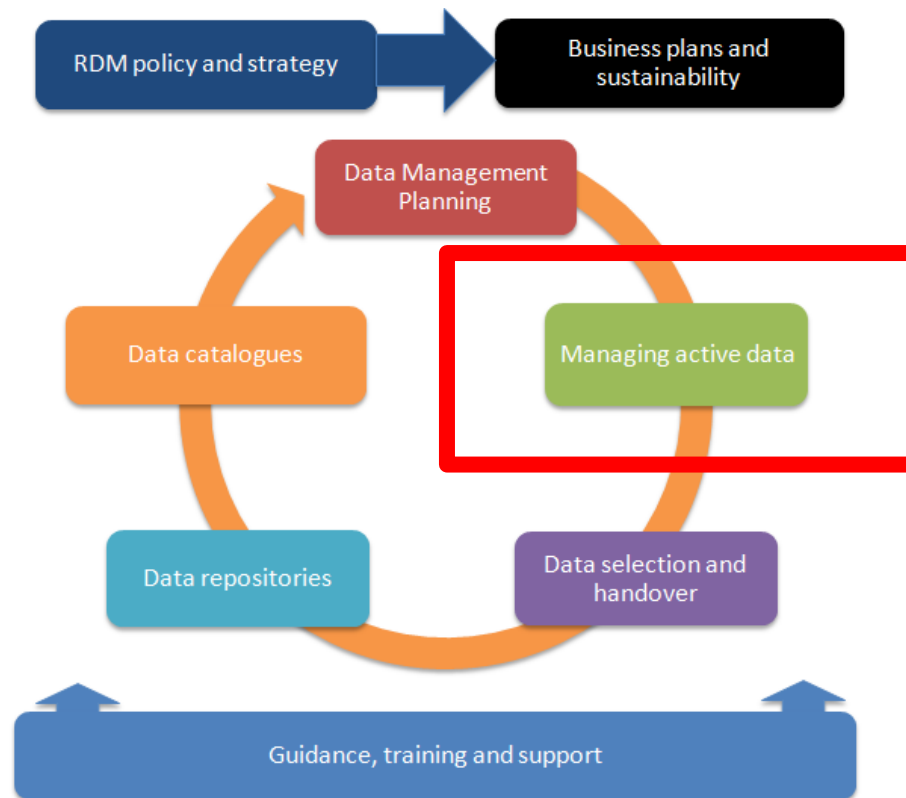 RDM policy and strategy
Business plans and
sustainability
Data Management
Planning
Data catalogues
Managing active data
Data repositories
Data selection and
handover
Guidance, training and support